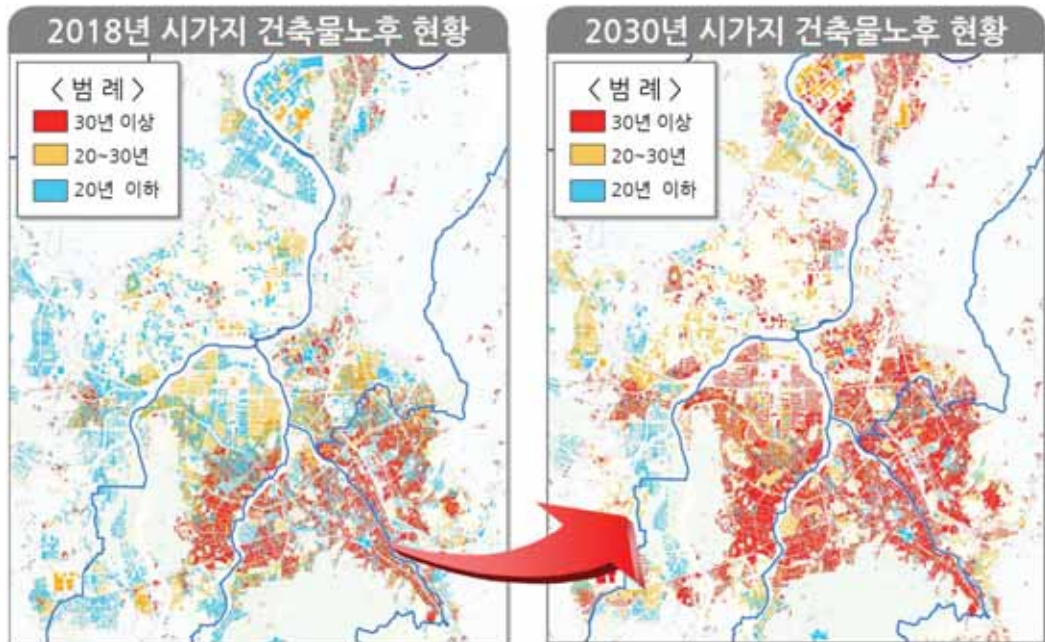 2018년 시가지 건축물노후 현황
< 범 례 >
30년 이상
20~30년
20년 이하
2030년 시가지 건축물노후 현황
< 범 례 >
30년 이상
20~30년
20년 이하